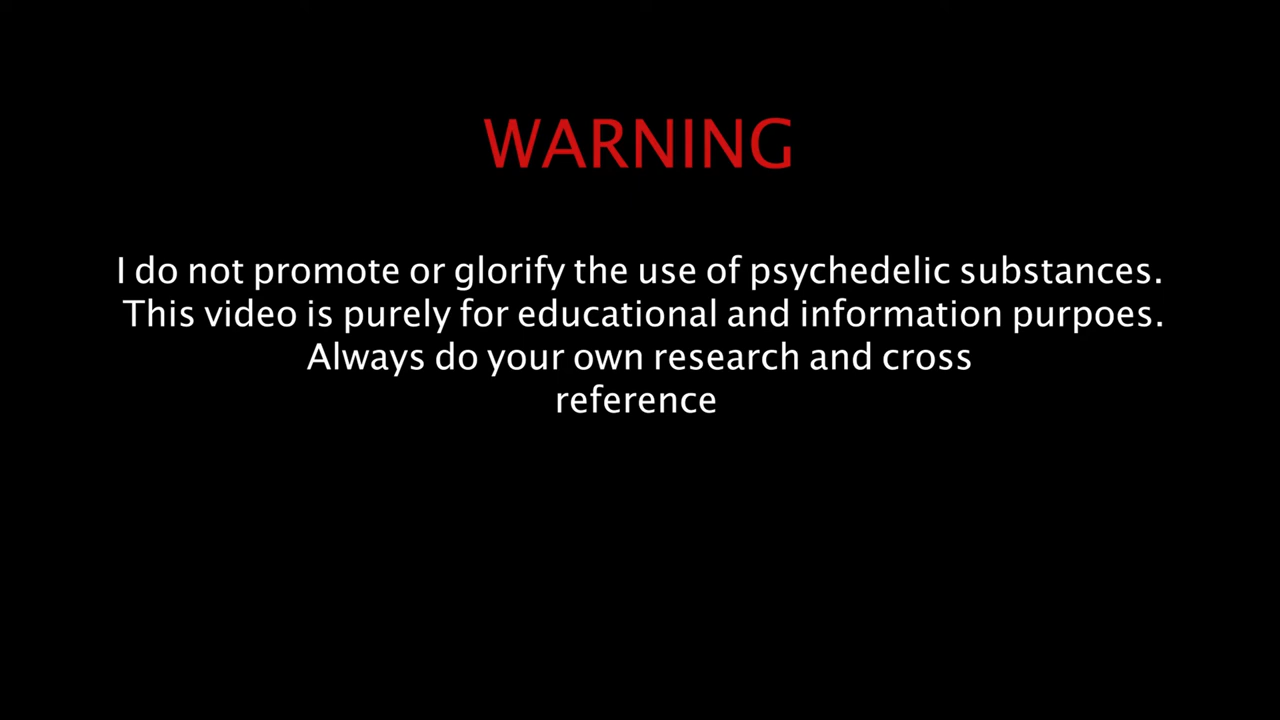 WARNING
I do not promote or glorify the use of psychedelic substances.
This video is purely for educational and information purpoes.
Always do your own research and cross
reference